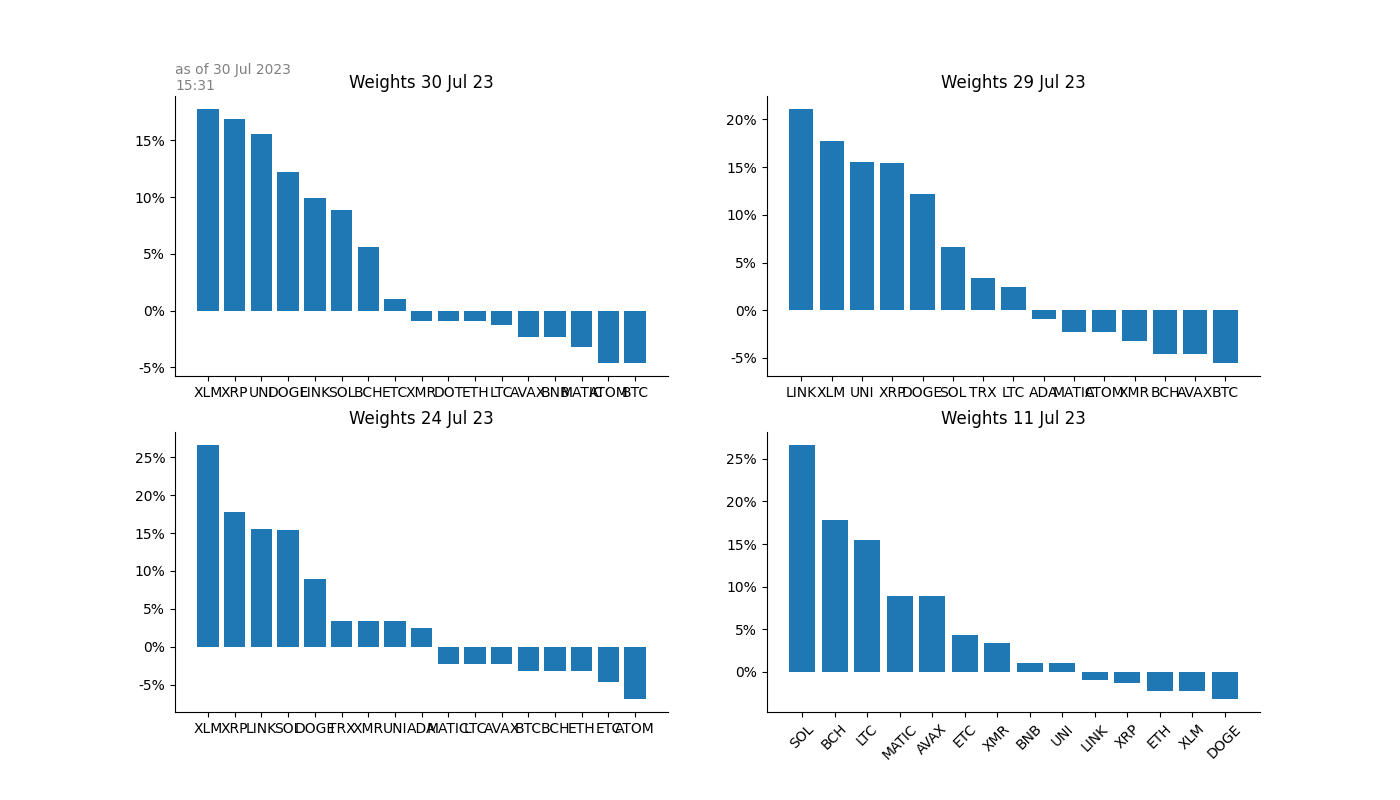 as of 30 Jul 2023
15:31
Weights 30 Jul 23
15%
10%
5%
0%
-5%
XLM XRP UNI DOGE LINK SOL BCH ETC XMR DOT ETH LTC AVAX BNB MATIC ATOM BTC
Weights 29 Jul 23
20%
15%
10%
5%
0%
-5%
LINK XLM UNI XRP DOGE SOL TRX LTC ADA MATIC ATOM XMR BCH AVAX BTC
Weights 24 Jul 23
25%
20%
15%
10%
5%
0%
-5%
XLM XRP LINK SOL DOGE TRX XMR UNI ADA MATIC LTC AVAX BTC BCH ETH ETC ATOM
Weights 11 Jul 23
25%
20%
15%
10%
5%
0%
SOL BCH LTC MATIC AVAX ETC XMR BNB UNI LINK XRP ETH XLM DOGE